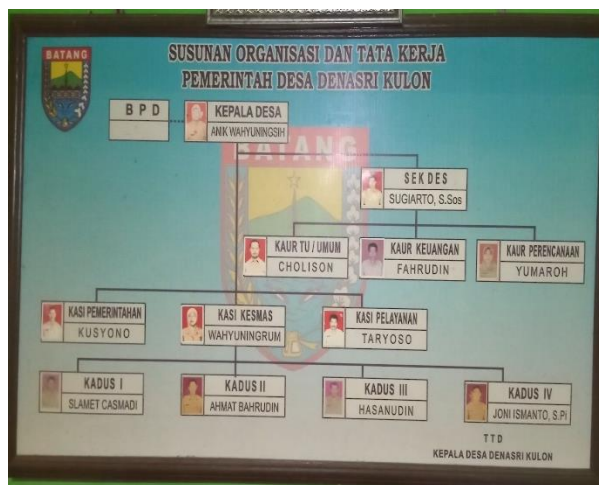 BATANG
SUSUNAN ORGANISASI DAN TATA KERJA
PEMERINTAH DESA DENASRI KULON
B P D
KEPALA DESA
ANIK WAHYUNINGSIH
BATANG
SEKDES
SUGIARTO, S.Sos
KAUR TU / UMUM
CHOLISON
KAUR KEUANGAN
FAHRUDIN
KAUR PERENCANAAN
YUMAROH
KASI PEMERINTAHAN
KUSYONO
KASI KESMAS
WAHYUNINGRUM
KASI PELAYANAN
TARYOSO
KADUS I
SLAMET CASMADI
KADUS II
AHMAT BAHRUDIN
KADUS III
HASANUDIN
KADUS IV
JONI ISMANTO, S.Pi
TTD
KEPALA DESA DENASRI KULON